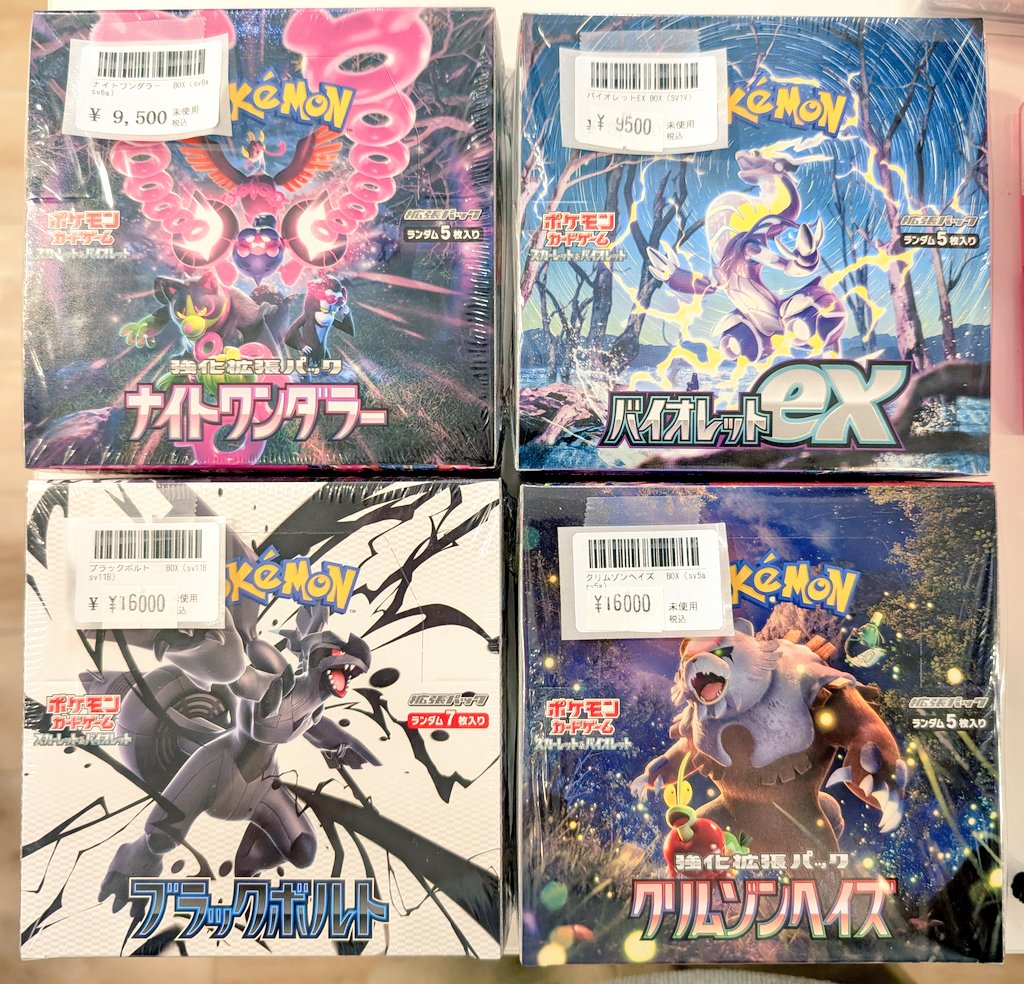 ナイトワンダラー BOX (sv6a
sv6a)
¥ 9,500 未使用
税込
POKÉMON
ポケモン
カードゲーム
スカーレット&バイオレット
拡張パック
ランダム5枚入り
強化拡張パック
ナイトワンダラー
バイオレットEX BOX (SV1V)
¥ 9500 未使用
税込
KÉMON
ポケモン
カードゲーム
スカーレット&バイオレット
拡張パック
ランダム5枚入り
バイオレットex
ブラックボルト BOX (sv11B
sv11B)
¥ ¥16000 未使用
税込
KÉMON
ポケモン
カードゲーム
スカーレット&バイオレット
拡張パック
ランダム7枚入り
ブラックボルト
クリムゾンヘイズ BOX (sv5a
sv5a)
¥16000 未使用
税込
KÉMON
ポケモン
カードゲーム
スカーレット&バイオレット
拡張パック
ランダム5枚入り
強化拡張パック
クリムゾンヘイズ